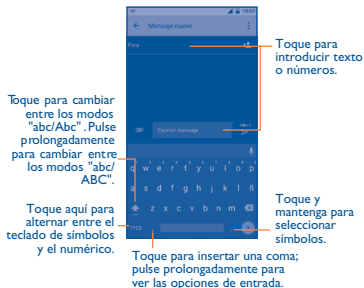 10:05
Mensaje nuevo
Para
Toque para
introducir texto
o números.
Escribir mensaje
Toque para cambiar
entre los modos
"abc/Abc" . Pulse
prolongadamente
para cambiar entre
los modos "abc/
ABC".
q w e r t y u i o p
a s d f g h j k l ñ
z x c v b n m
?123
Toque aquí para
alternar entre el
teclado de símbolos
y el numérico.
Toque y
mantenga para
seleccionar
símbolos.
Toque para insertar una coma;
pulse prolongadamente para
ver las opciones de entrada.